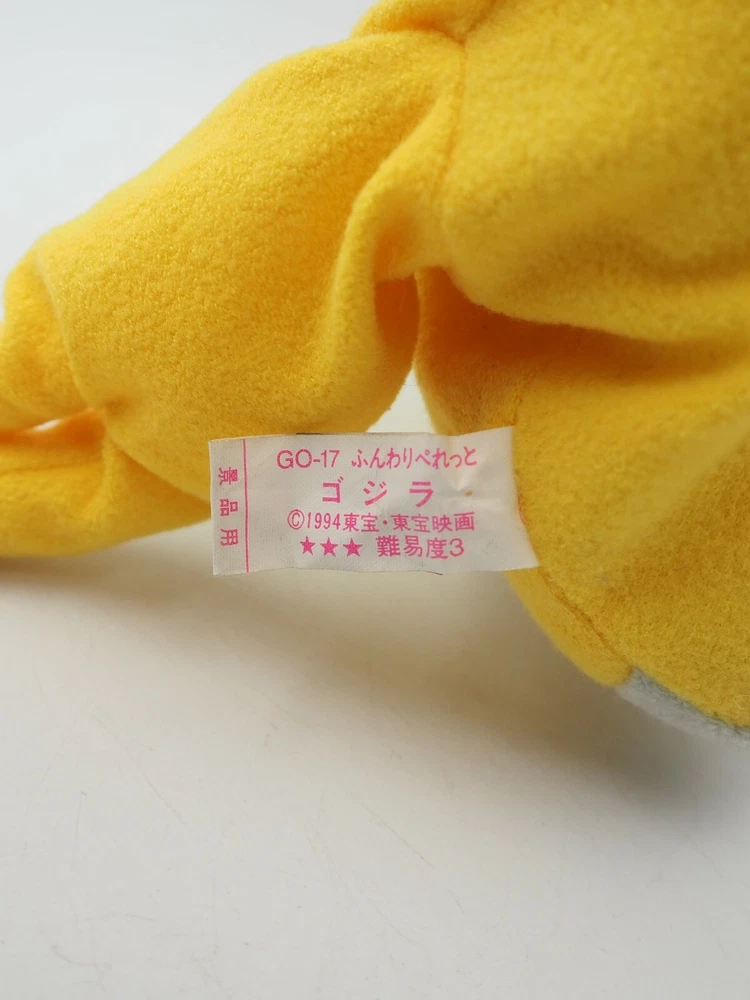 景品用
GO-17 ふんわりぺれっと
ゴジラ
©1994東宝・東宝映画
★★★ 難易度3